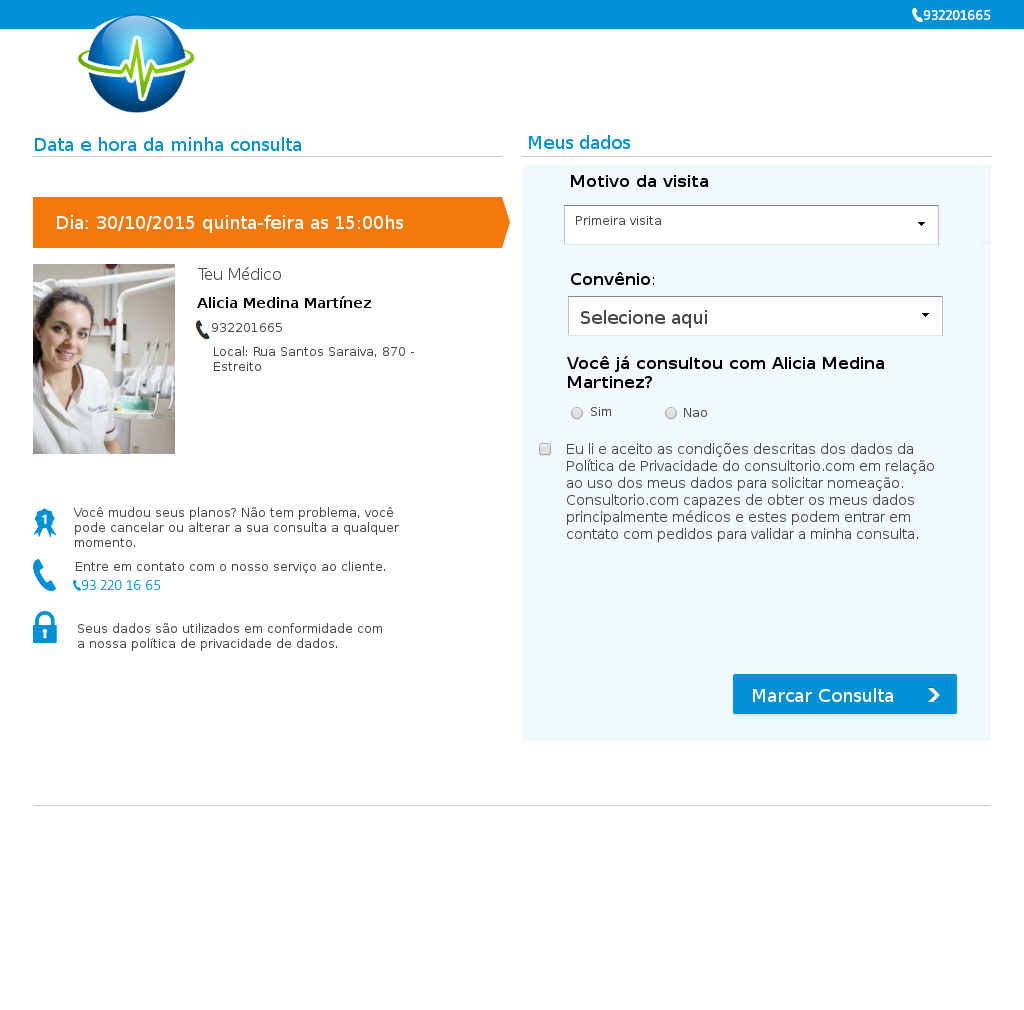 932201665
Data e hora da minha consulta
Dia: 30/10/2015 quinta-feira as 15:00hs
Teu Médico
Alicia Medina Martínez
932201665
Local: Rua Santos Saraiva, 870 -
Estreito
1
Você mudou seus planos? Não tem problema, você
pode cancelar ou alterar a sua consulta a qualquer
momento.
Entre em contato com o nosso serviço ao cliente.
93 220 16 65
Seus dados são utilizados em conformidade com
a nossa política de privacidade de dados.
Meus dados
Motivo da visita
Primeira visita
Convênio:
Selecione aqui
Você já consultou com Alicia Medina
Martinez?
Sim Nao
Eu li e aceito as condições descritas dos dados da
Política de Privacidade do consultorio.com em relação
ao uso dos meus dados para solicitar nomeação.
Consultorio.com capazes de obter os meus dados
principalmente médicos e estes podem entrar em
contato com pedidos para validar a minha consulta.
Marcar Consulta